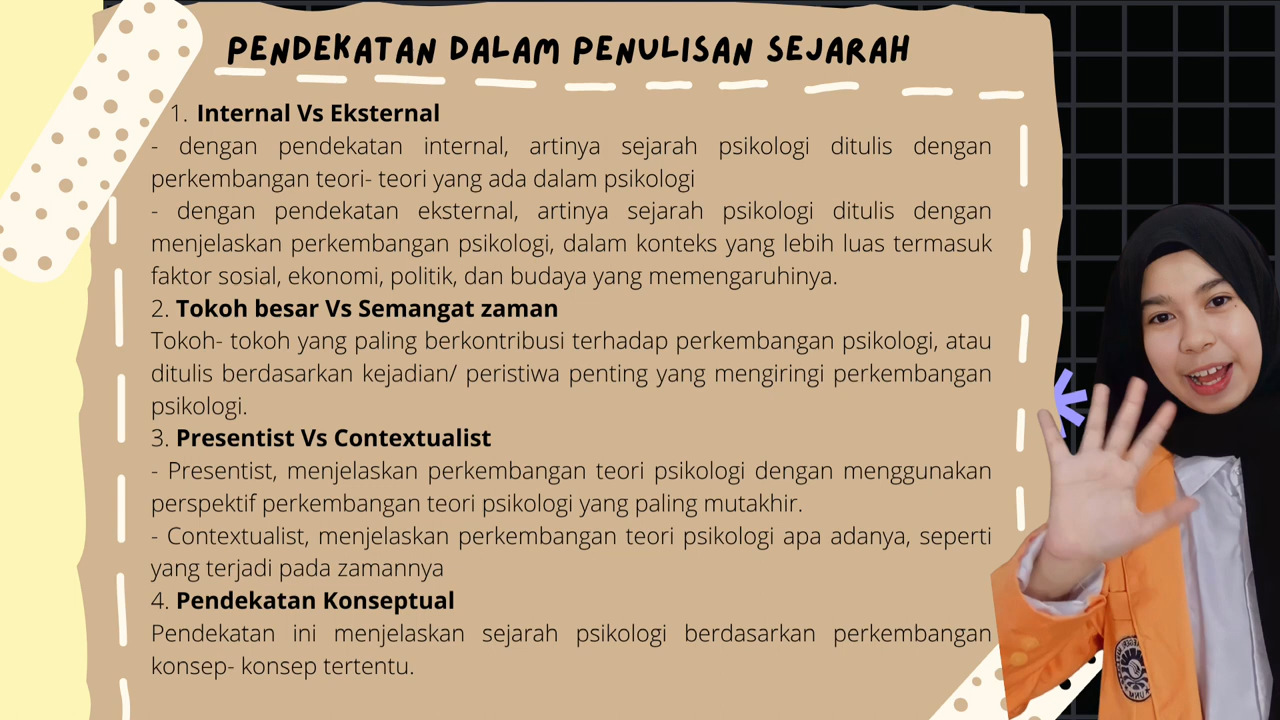 PENDEKATAN DALAM PENULISAN SEJARAH
1. Internal Vs Eksternal
- dengan pendekatan internal, artinya sejarah psikologi ditulis dengan
perkembangan teori- teori yang ada dalam psikologi
- dengan pendekatan eksternal, artinya sejarah psikologi ditulis dengan
menjelaskan perkembangan psikologi, dalam konteks yang lebih luas termasuk
faktor sosial, ekonomi, politik, dan budaya yang memengaruhinya.
2. Tokoh besar Vs Semangat zaman
Tokoh- tokoh yang paling berkontribusi terhadap perkembangan psikologi, atau
ditulis berdasarkan kejadian/ peristiwa penting yang mengiringi perkembangan
psikologi.
3. Presentist Vs Contextualist
- Presentist, menjelaskan perkembangan teori psikologi dengan menggunakan
perspektif perkembangan teori psikologi yang paling mutakhir.
- Contextualist, menjelaskan perkembangan teori psikologi apa adanya, seperti
yang terjadi pada zamannya
4. Pendekatan Konseptual
Pendekatan ini menjelaskan sejarah psikologi berdasarkan perkembangan
konsep- konsep tertentu.